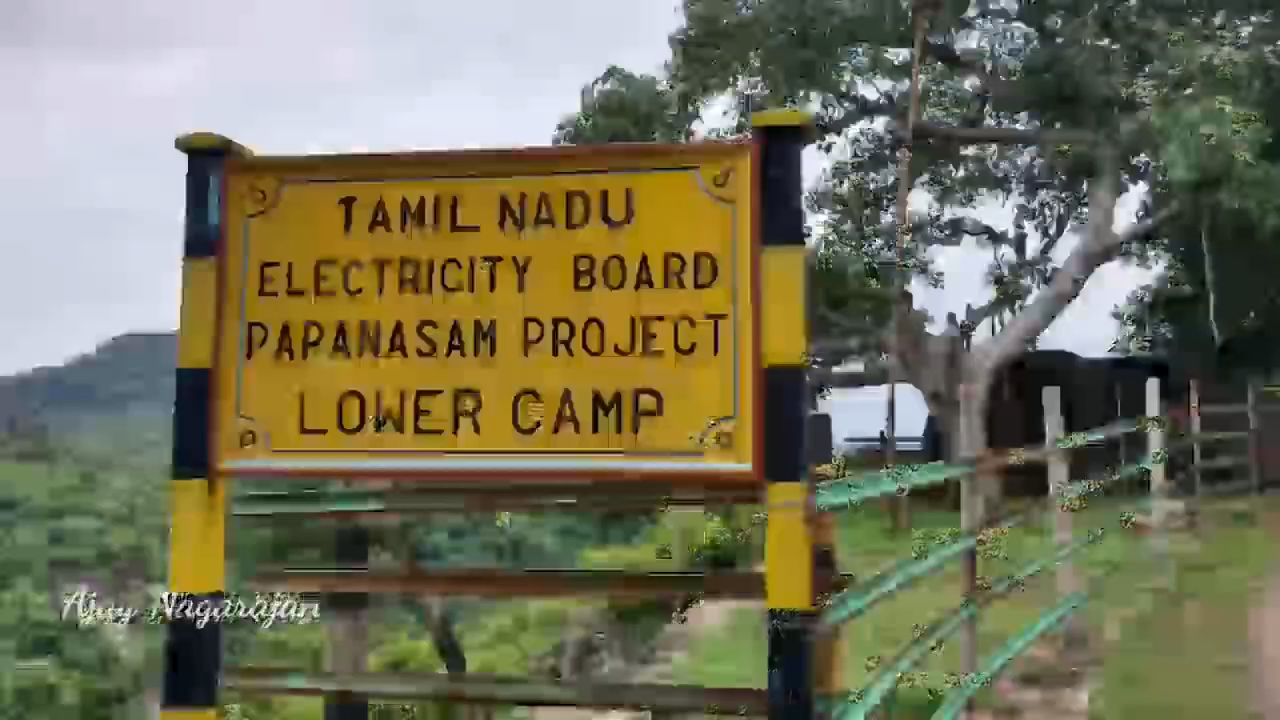 TAMIL NADU
ELECTRICITY BOARD
PAPANASAM PROJECT
LOWER CAMP
Ajay Nagarajan